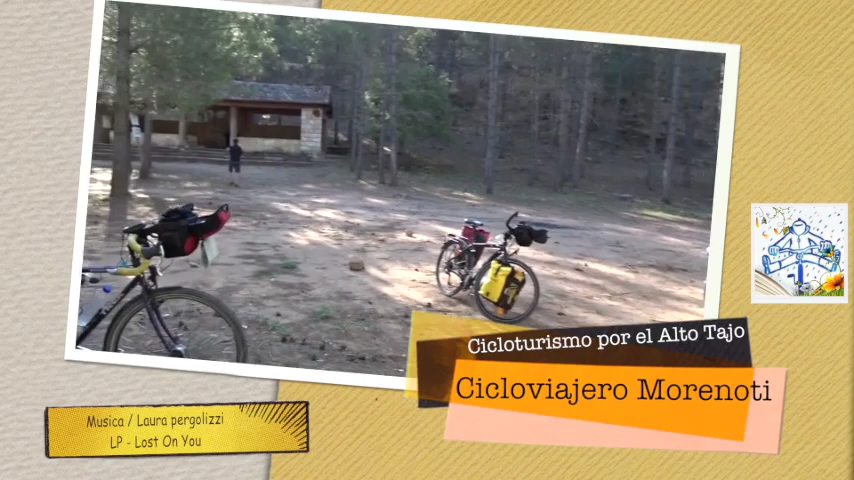 Cicloturismo por el Alto Tajo
Cicloviajero Morenoti
Musica / Laura pergolizzi
LP - Lost On You